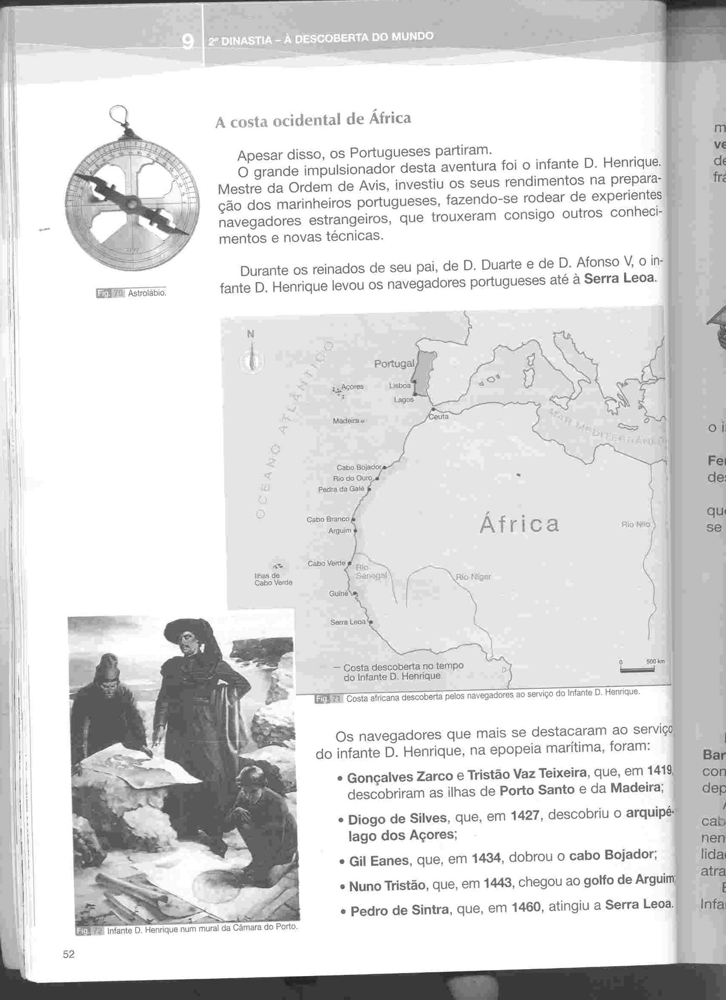 9 2ª DINASTIA – À DESCOBERTA DO MUNDO
A costa ocidental de África
Apesar disso, os Portugueses partiram.
O grande impulsionador desta aventura foi o infante D. Henrique.
Mestre da Ordem de Avis, investiu os seus rendimentos na prepara-
ção dos marinheiros portugueses, fazendo-se rodear de experientes
navegadores estrangeiros, que trouxeram consigo outros conheci-
mentos e novas técnicas.
Durante os reinados de seu pai, de D. Duarte e de D. Afonso V, o in-
fante D. Henrique levou os navegadores portugueses até à Serra Leoa.
Fig. 70 Astrolábio.
N
OCEANO ATLÂNTICO
Portugal
Açores
Lisboa
Lagos
Madeira
Ceuta
MAR MEDITERRÂNEO
Cabo Bojador
Rio do Ouro
Pedra da Galé
Cabo Branco
Arguim
África
Rio Nilo
Cabo Verde
Rio
Senegal
Ilhas de
Cabo Verde
Rio Níger
Guiné
Serra Leoa
0 500 km
— Costa descoberta no tempo
do Infante D. Henrique
Fig. 71 Costa africana descoberta pelos navegadores ao serviço do Infante D. Henrique.
Os navegadores que mais se destacaram ao serviço
do infante D. Henrique, na epopeia marítima, foram:
• Gonçalves Zarco e Tristão Vaz Teixeira, que, em 1419,
descobriram as ilhas de Porto Santo e da Madeira;
• Diogo de Silves, que, em 1427, descobriu o arquipé-
lago dos Açores;
• Gil Eanes, que, em 1434, dobrou o cabo Bojador;
• Nuno Tristão, que, em 1443, chegou ao golfo de Arguim;
• Pedro de Sintra, que, em 1460, atingiu a Serra Leoa.
Fig. 72 Infante D. Henrique num mural da Câmara do Porto.
52